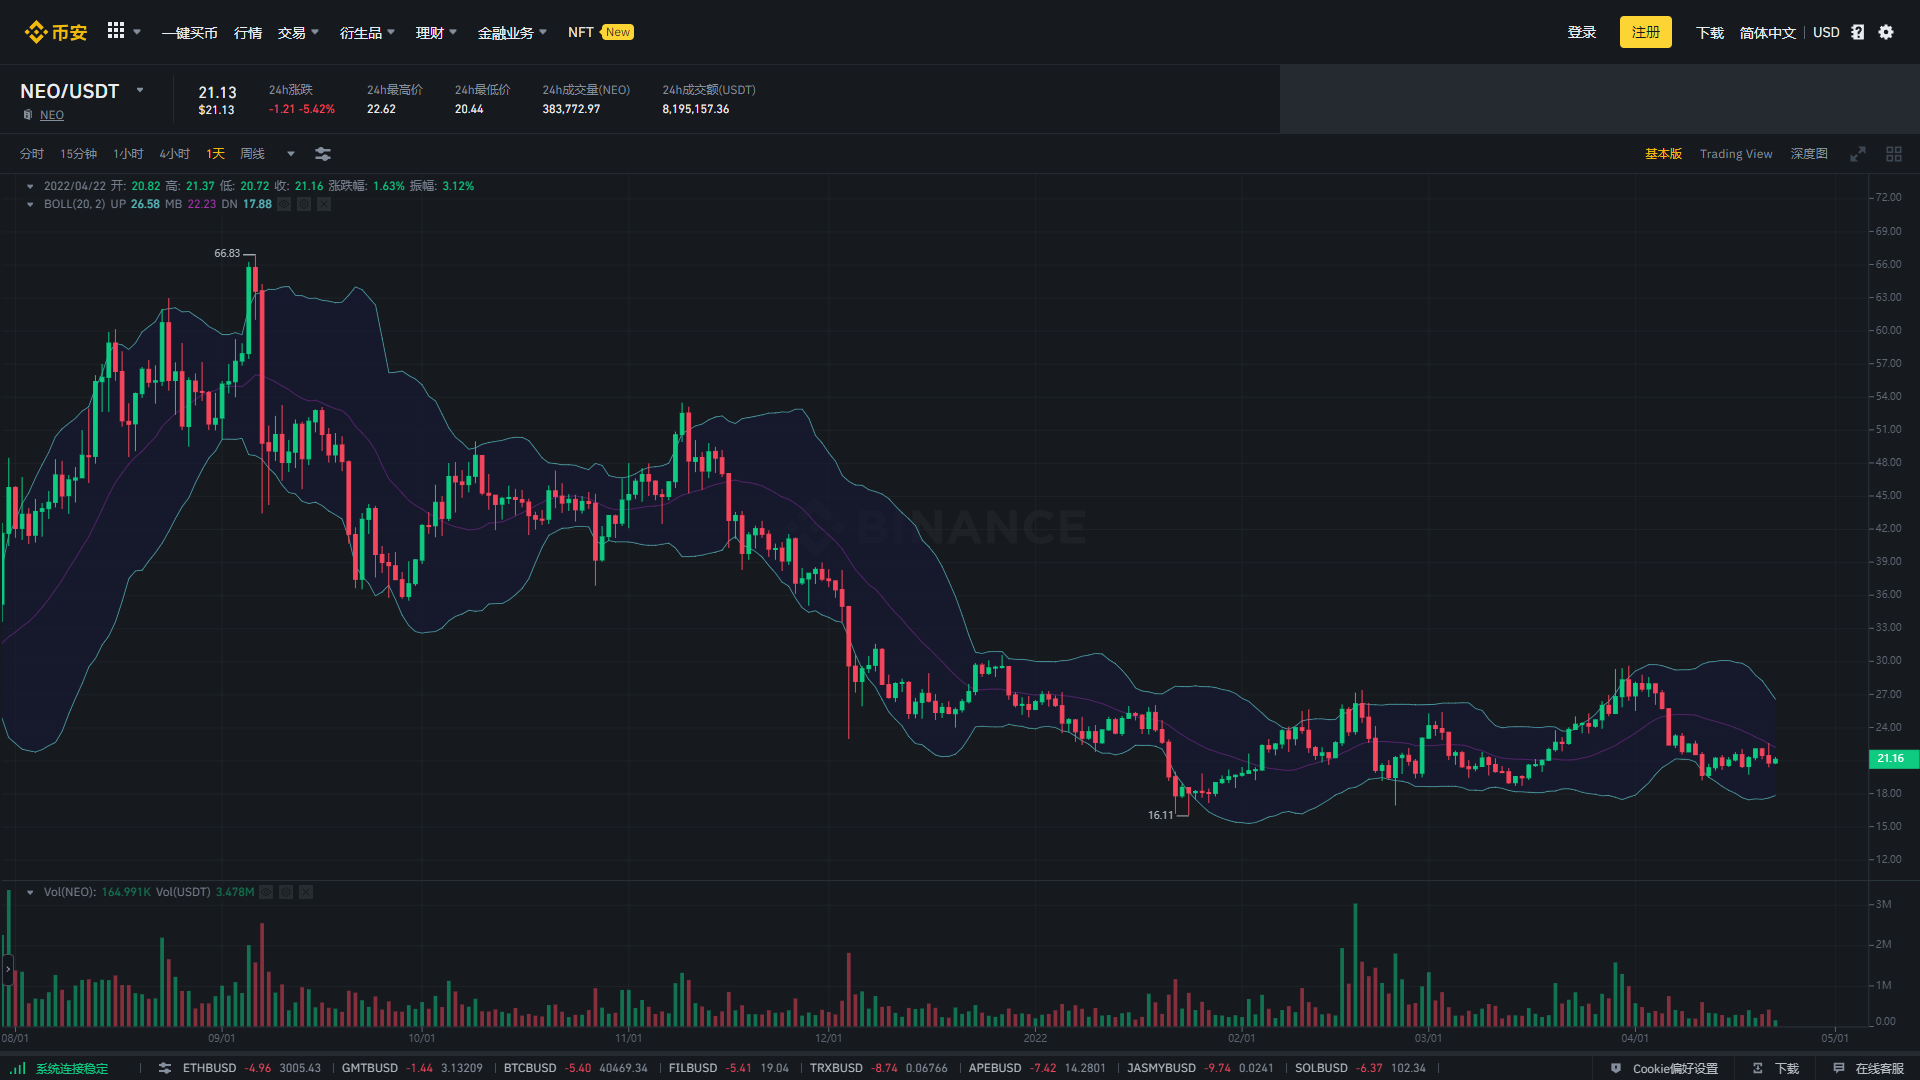 币安 一键买币 行情 交易 衍生品 理财 金融业务 NFT New 登录 注册 下载 简体中文 USD
NEO/USDT
NEO
21.13
$21.13
24h涨跌
-1.21 -5.42%
24h最高价
22.62
24h最低价
20.44
24h成交量(NEO)
383,772.97
24h成交额(USDT)
8,195,157.36
分时 15分钟 1小时 4小时 1天 周线 基本版 Trading View 深度图
2022/04/22 开: 20.82 高: 21.37 低: 20.72 收: 21.16 涨跌幅: 1.63% 振幅: 3.12%
BOLL(20, 2) UP 26.58 MB 22.23 DN 17.88
66.83
16.11
BINANCE
72.00
69.00
66.00
63.00
60.00
57.00
54.00
51.00
48.00
45.00
42.00
39.00
36.00
33.00
30.00
27.00
24.00
21.16
18.00
15.00
12.00
Vol(NEO): 164.991K Vol(USDT) 3.478M
3M
2M
1M
0.00
08/01 09/01 10/01 11/01 12/01 2022 02/01 03/01 04/01 05/01
系统连接稳定 ETHBUSD -4.96 3005.43 GMTBUSD -1.44 3.13209 BTCBUSD -5.40 40469.34 FILBUSD -5.41 19.04 TRXBUSD -8.74 0.06766 APEBUSD -7.42 14.2801 JASMYBUSD -9.74 0.0241 SOLBUSD -6.37 102.34 Cookie偏好设置 下载 在线客服